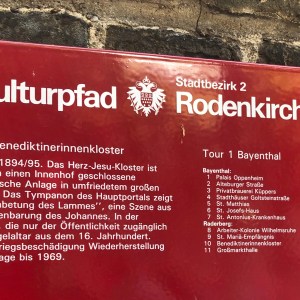 ulturpfad
Stadtbezirk 2
Rodenkirch
enediktinerinnenkloster
1894/95. Das Herz-Jesu-Kloster ist
einen Innenhof geschlossene
sche Anlage in umfriedetem großen
Das Tympanon des Hauptportals zeigt
nbetung des Lammes", eine Szene aus
enbarung des Johannes. In der
, die nur der Öffentlichkeit zugänglich
gelaltar aus dem 16. Jahrhundert.
riegsbeschädigung Wiederherstellung
age bis 1969.
Tour 1 Bayenthal
Bayenthal:
1 Palais Oppenheim
2 Alteburger Straße
3 Privatbrauerei Küppers
4 Stadthäuser Goltsteinstraße
5 St. Matthias
6 St. Josefs-Haus
7 St. Antonius-Krankenhaus
Raderberg:
8 Arbeiter-Kolonie Wilhelmsruhe
9 St. Mariä-Empfängnis
10 Benediktinerinnenkloster
11 Großmarkthalle